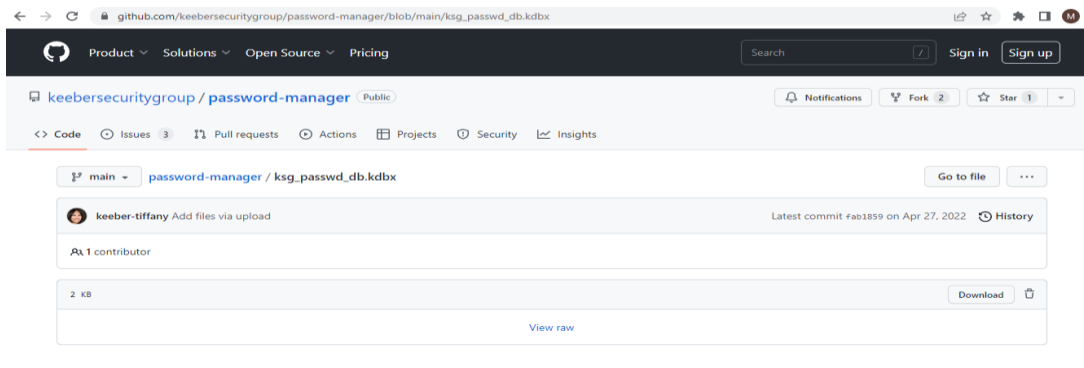 github.com/keebersecuritygroup/password-manager/blob/main/ksg_passwd_db.kdbx M
Product Solutions Open Source Pricing Search / Sign in Sign up
keebersecuritygroup / password-manager Public Notifications Fork 2 Star 1
<> Code Issues 3 Pull requests Actions Projects Security Insights
main password-manager / ksg_passwd_db.kdbx Go to file ...
keeber-tiffany Add files via upload Latest commit fab1859 on Apr 27, 2022 History
1 contributor
2 KB Download
View raw